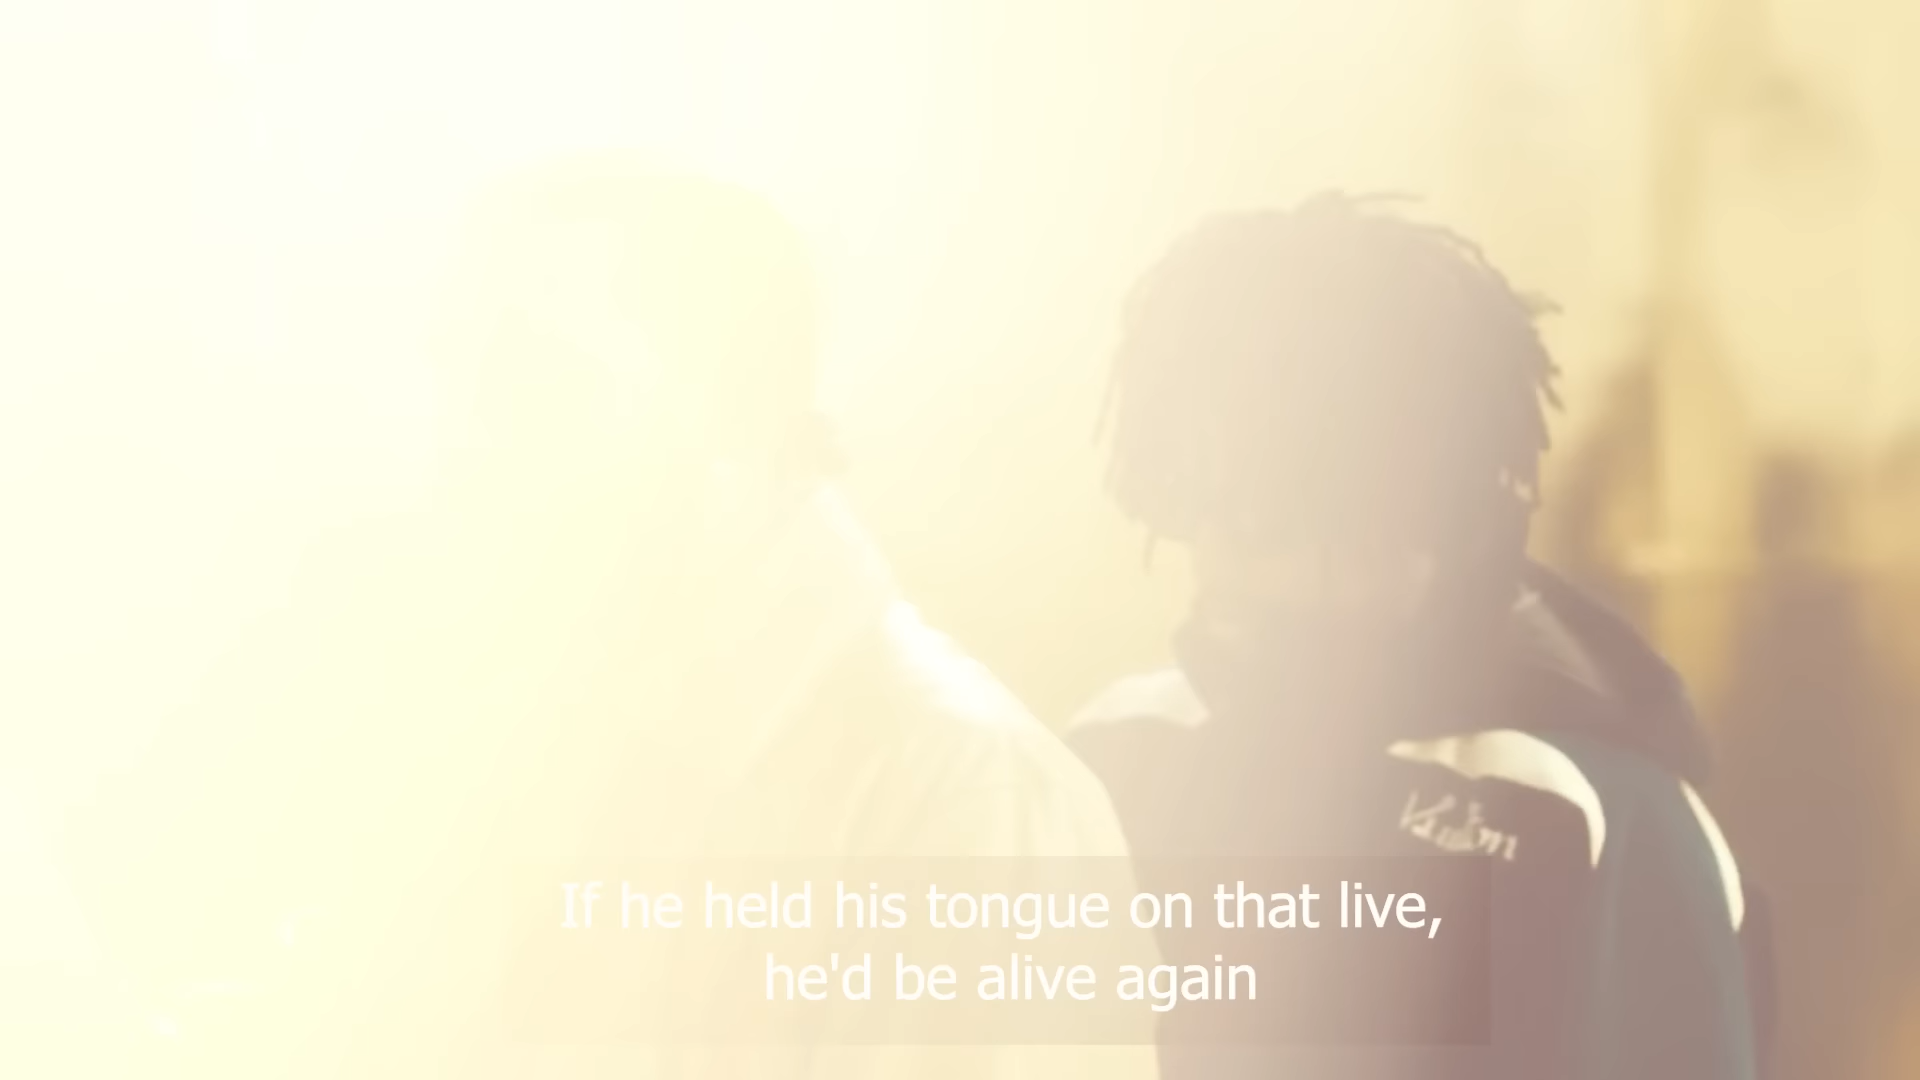 If he held his tongue on that live,
he'd be alive again